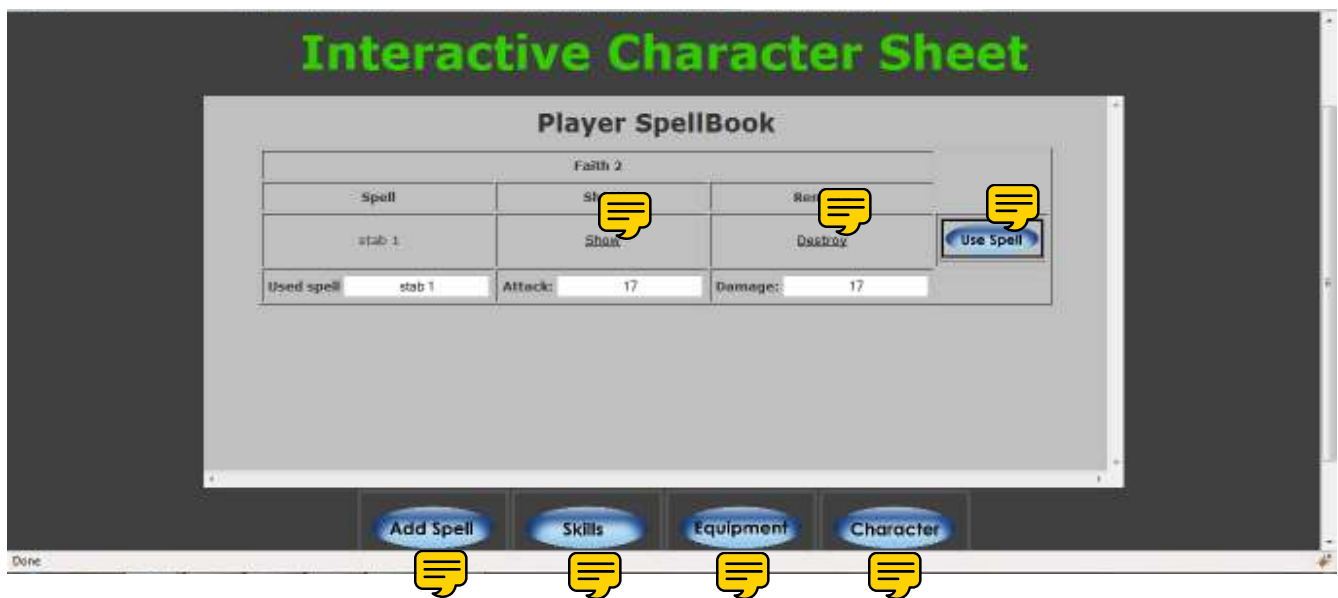 Interactive Character Sheet
Player SpellBook
Faith 2
Spell
stab 1 Show Destroy Use Spell
Used spell stab 1 Attack: 17 Damage: 17
Add Spell Skills Equipment Character
Done